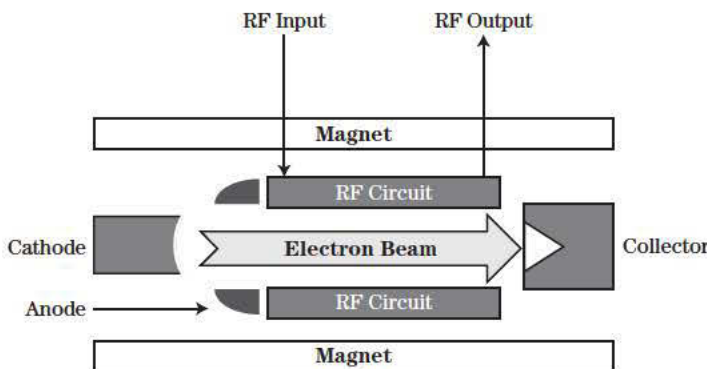 RF Input
RF Output
Magnet
RF Circuit
Cathode
Electron Beam
Collector
RF Circuit
Anode
Magnet